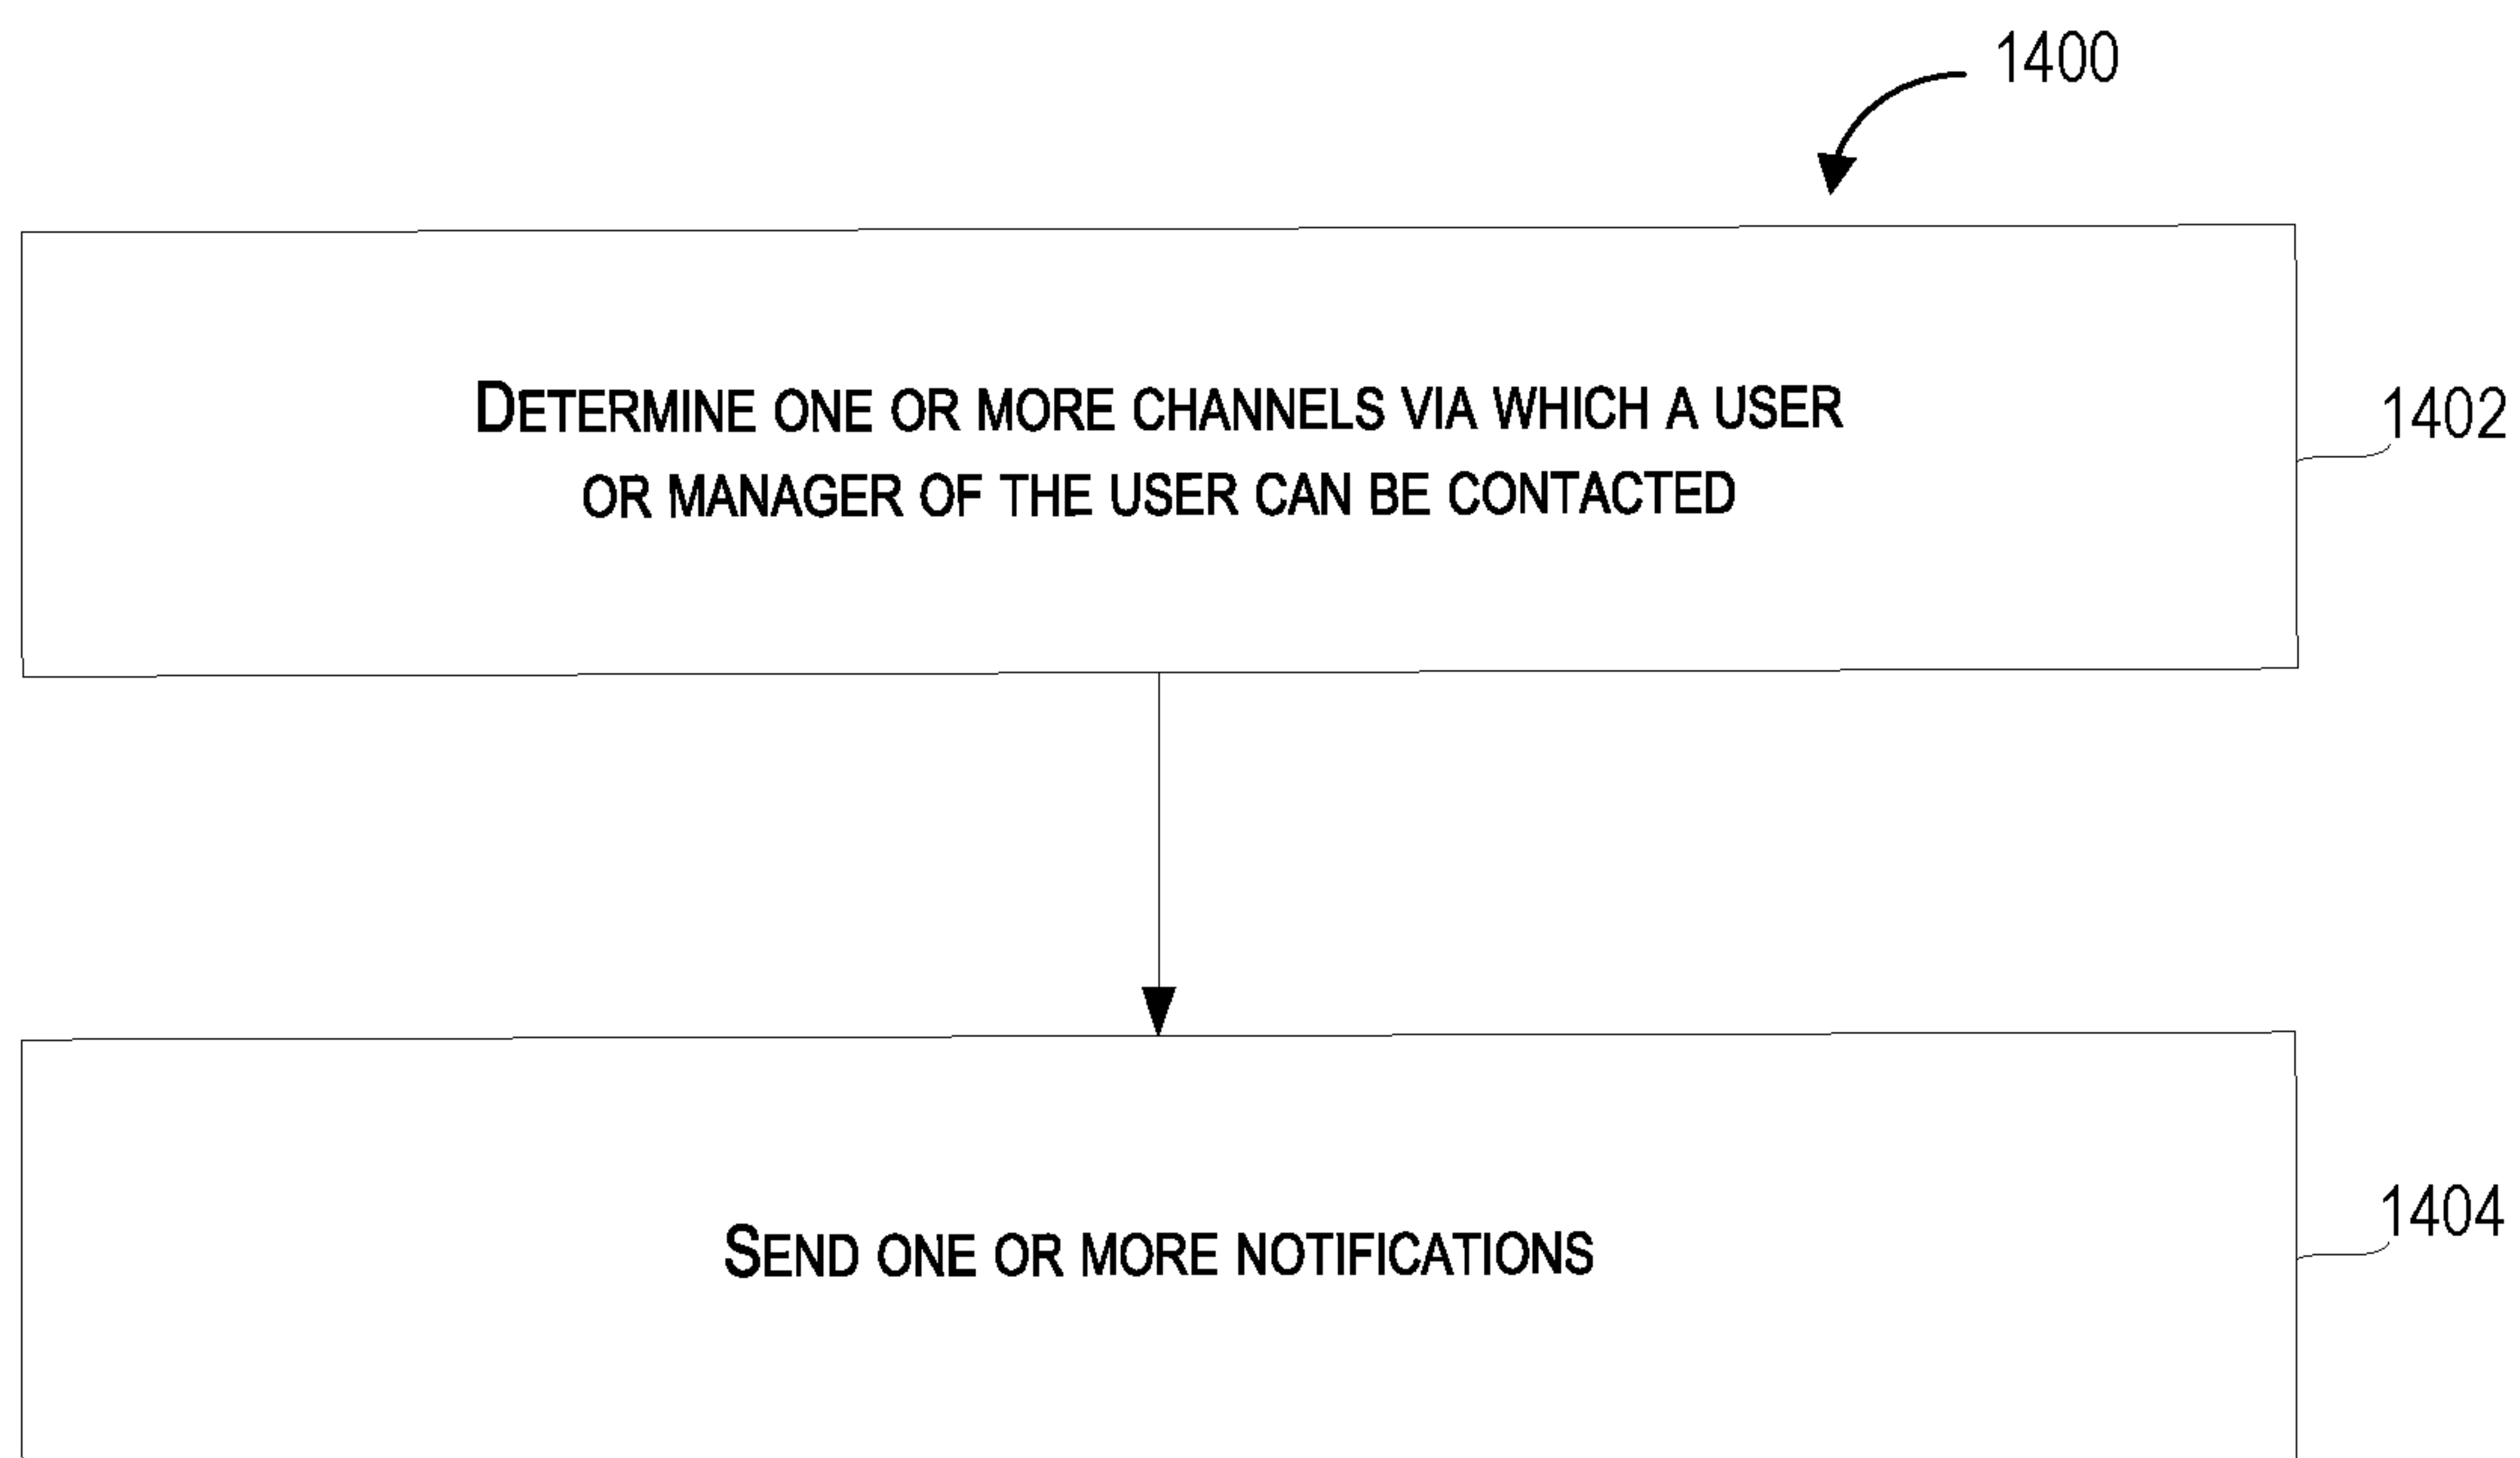 1400
DETERMINE ONE OR MORE CHANNELS VIA WHICH A USER
OR MANAGER OF THE USER CAN BE CONTACTED
1402
SEND ONE OR MORE NOTIFICATIONS
1404